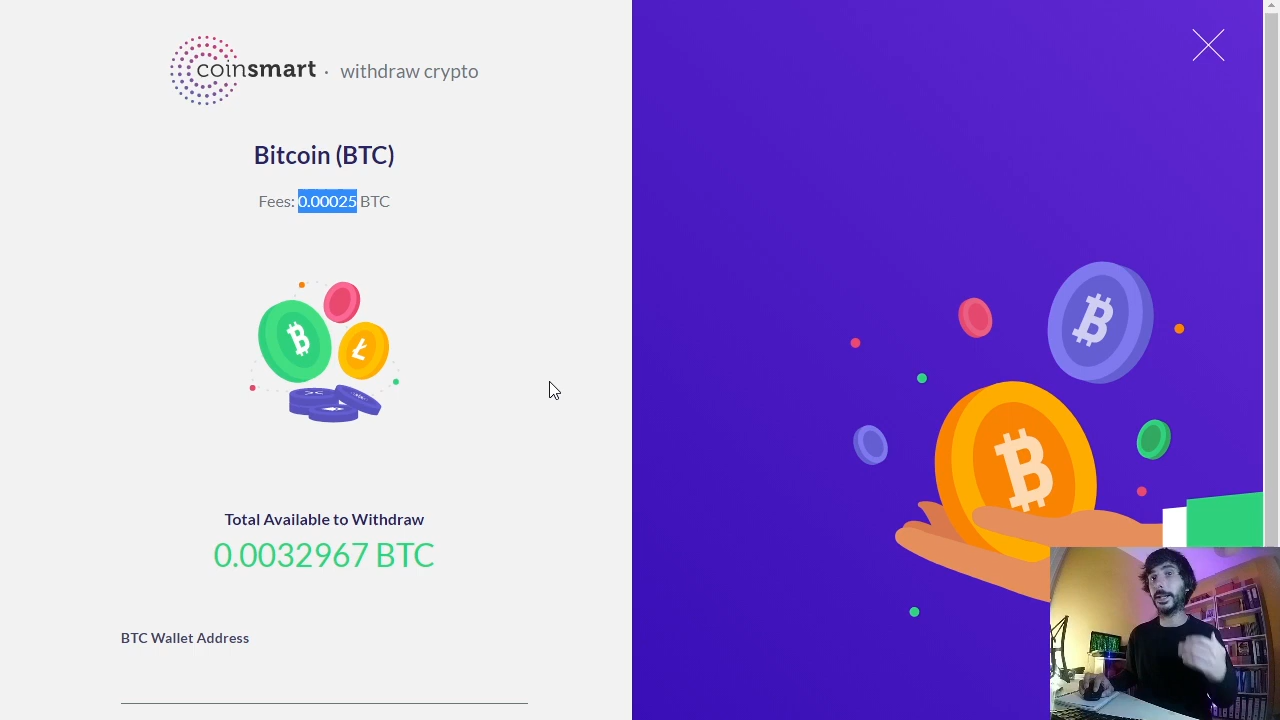 coinsmart · withdraw crypto
Bitcoin (BTC)
Fees: 0.00025 BTC
Total Available to Withdraw
0.0032967 BTC
BTC Wallet Address